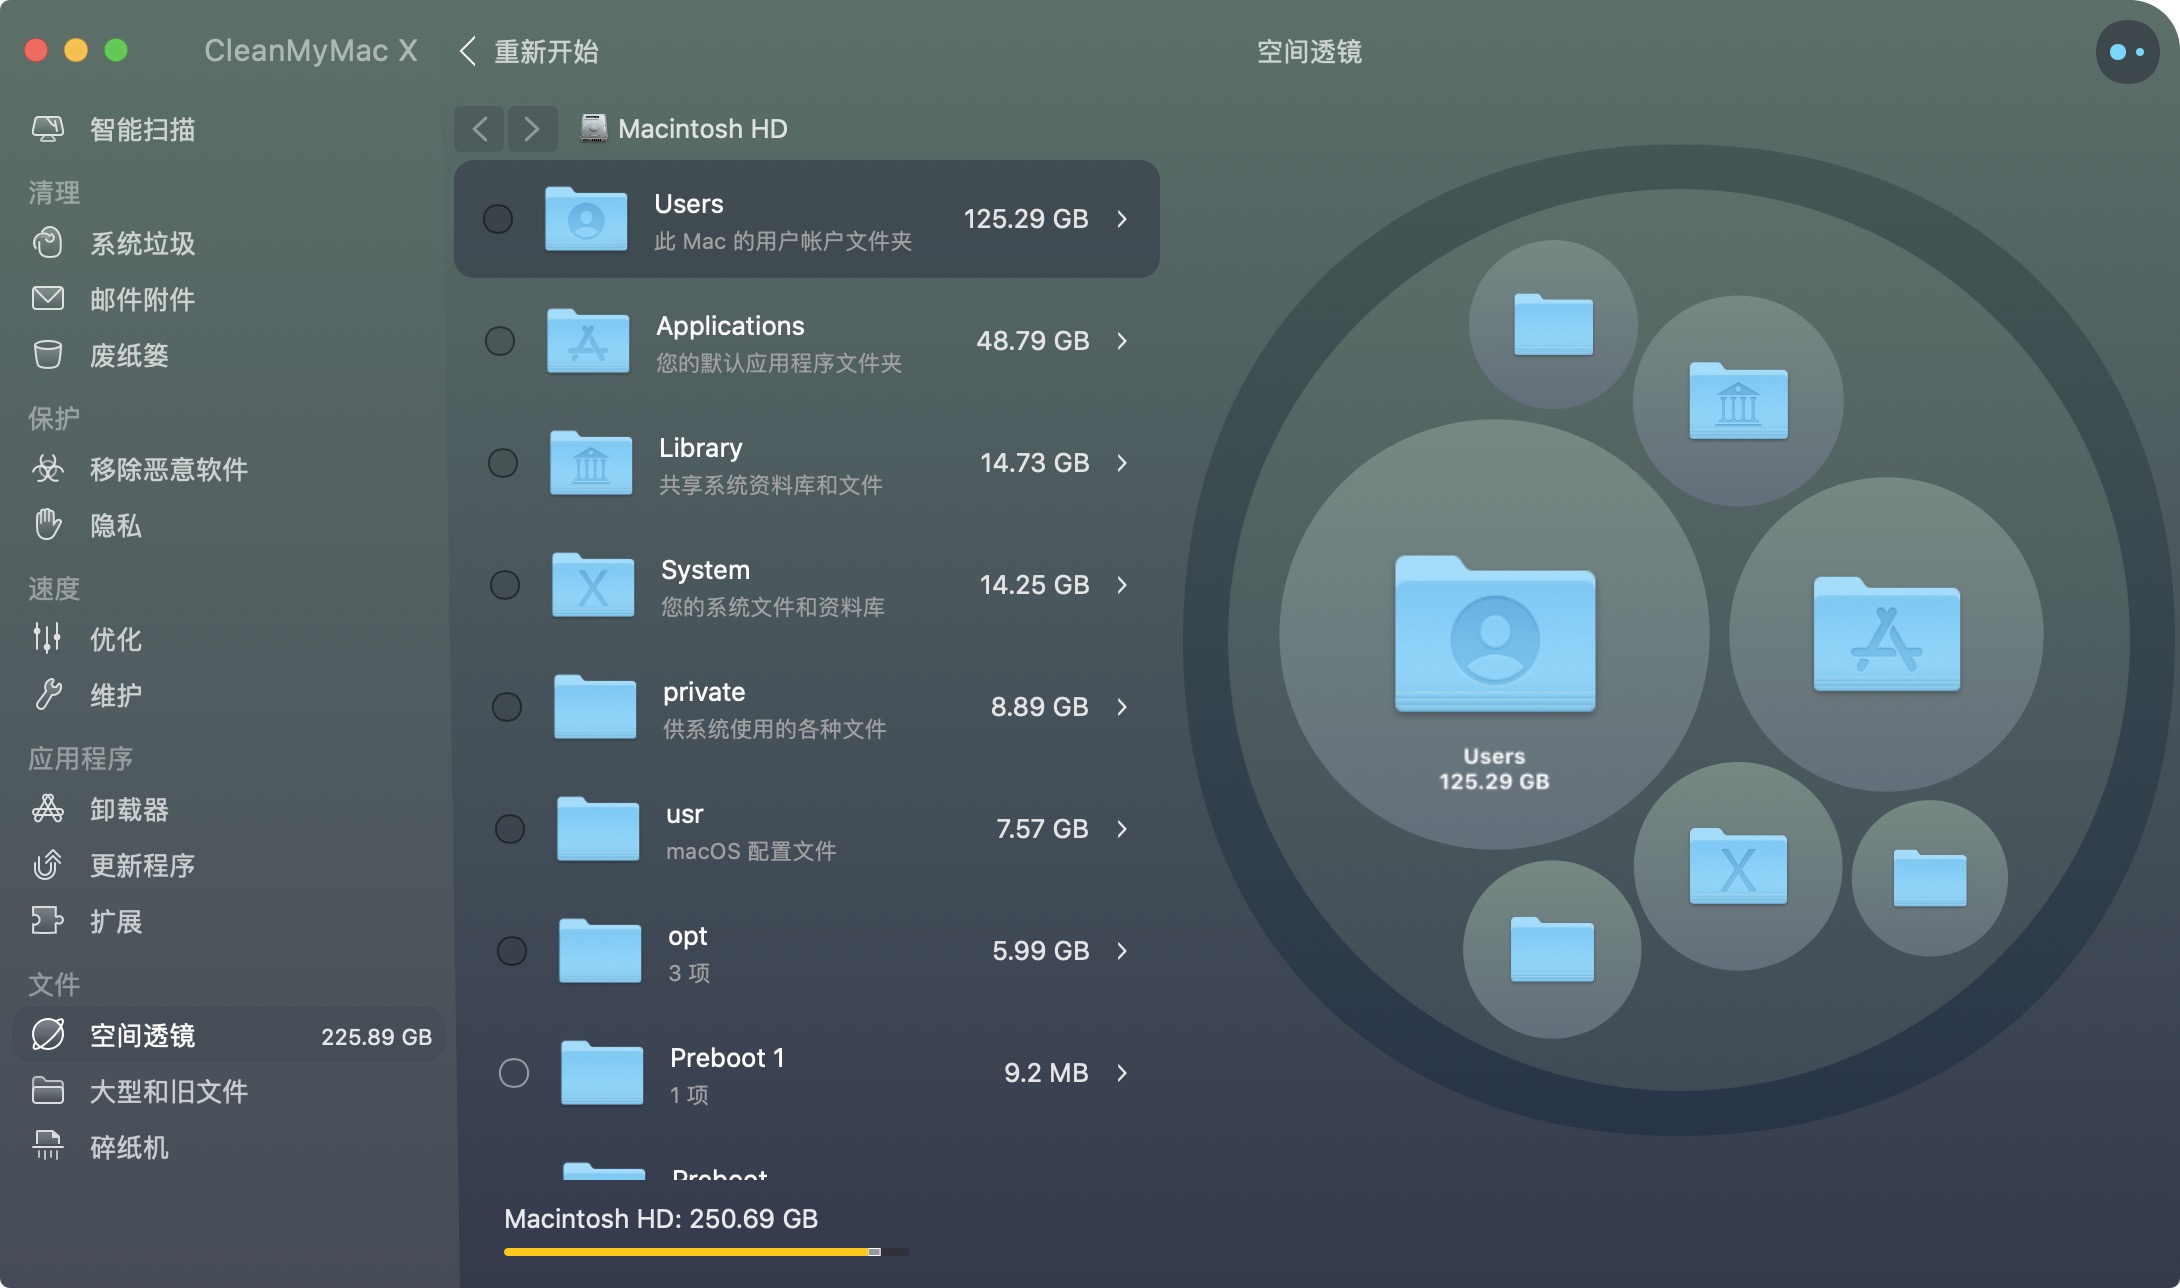 CleanMyMac X
智能扫描
清理
系统垃圾
邮件附件
废纸篓
保护
移除恶意软件
隐私
速度
优化
维护
应用程序
卸载器
更新程序
扩展
文件
空间透镜 225.89 GB
大型和旧文件
碎纸机
重新开始
空间透镜
Macintosh HD
Users
此 Mac 的用户帐户文件夹
125.29 GB
Applications
您的默认应用程序文件夹
48.79 GB
Library
共享系统资料库和文件
14.73 GB
System
您的系统文件和资料库
14.25 GB
private
供系统使用的各种文件
8.89 GB
usr
macOS 配置文件
7.57 GB
opt
3 项
5.99 GB
Preboot 1
1 项
9.2 MB
Preboot
Macintosh HD: 250.69 GB
Users
125.29 GB